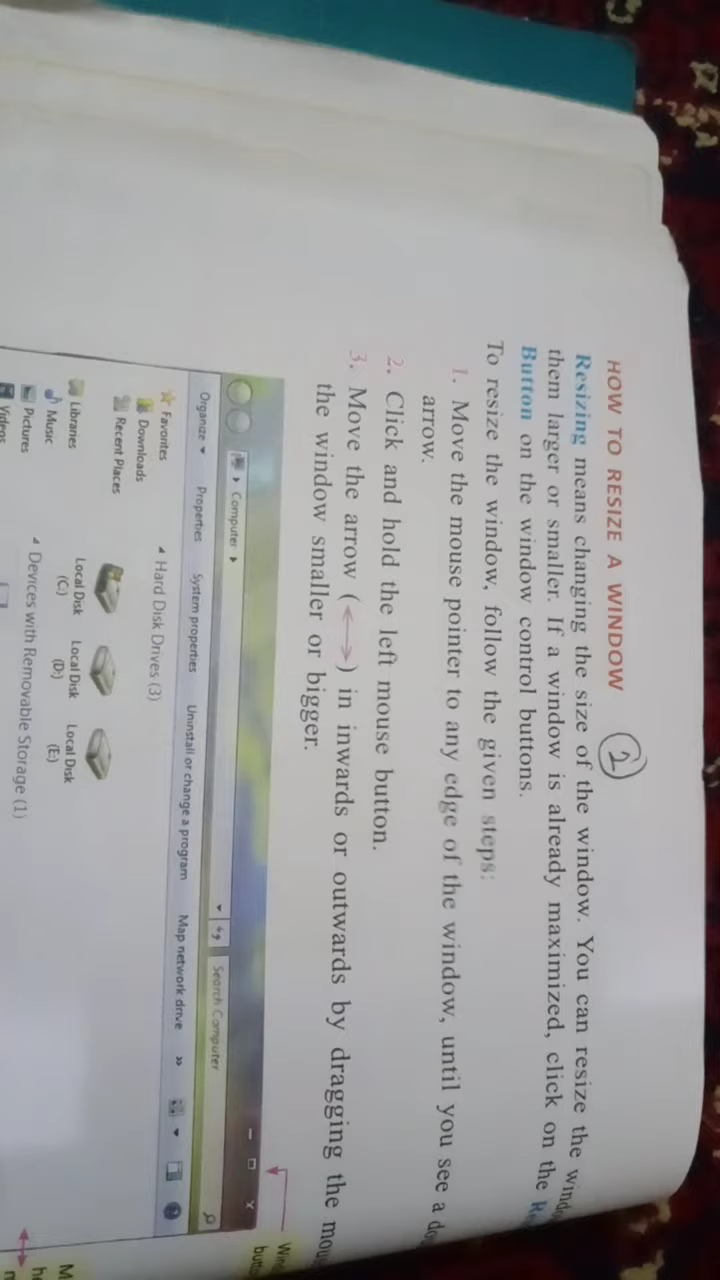 HOW TO RESIZE A WINDOW
2
Resizing means changing the size of the window. You can resize the
them larger or smaller. If a window is already maximized, click on the
Button on the window control buttons.
To resize the window, follow the given steps:
1. Move the mouse pointer to any edge of the window, until you see a
arrow.
2. Click and hold the left mouse button.
3. Move the arrow (↔) in inwards or outwards by dragging the
the window smaller or bigger.
Computer
Search Computer
Organize Properties System properties Uninstall or change a program Map network drive »
Favorites
Downloads
Recent Places
Libraries
Music
Pictures
Videos
Hard Disk Drives (3)
Local Disk (C:)
Local Disk (D:)
Local Disk (E:)
Devices with Removable Storage (1)